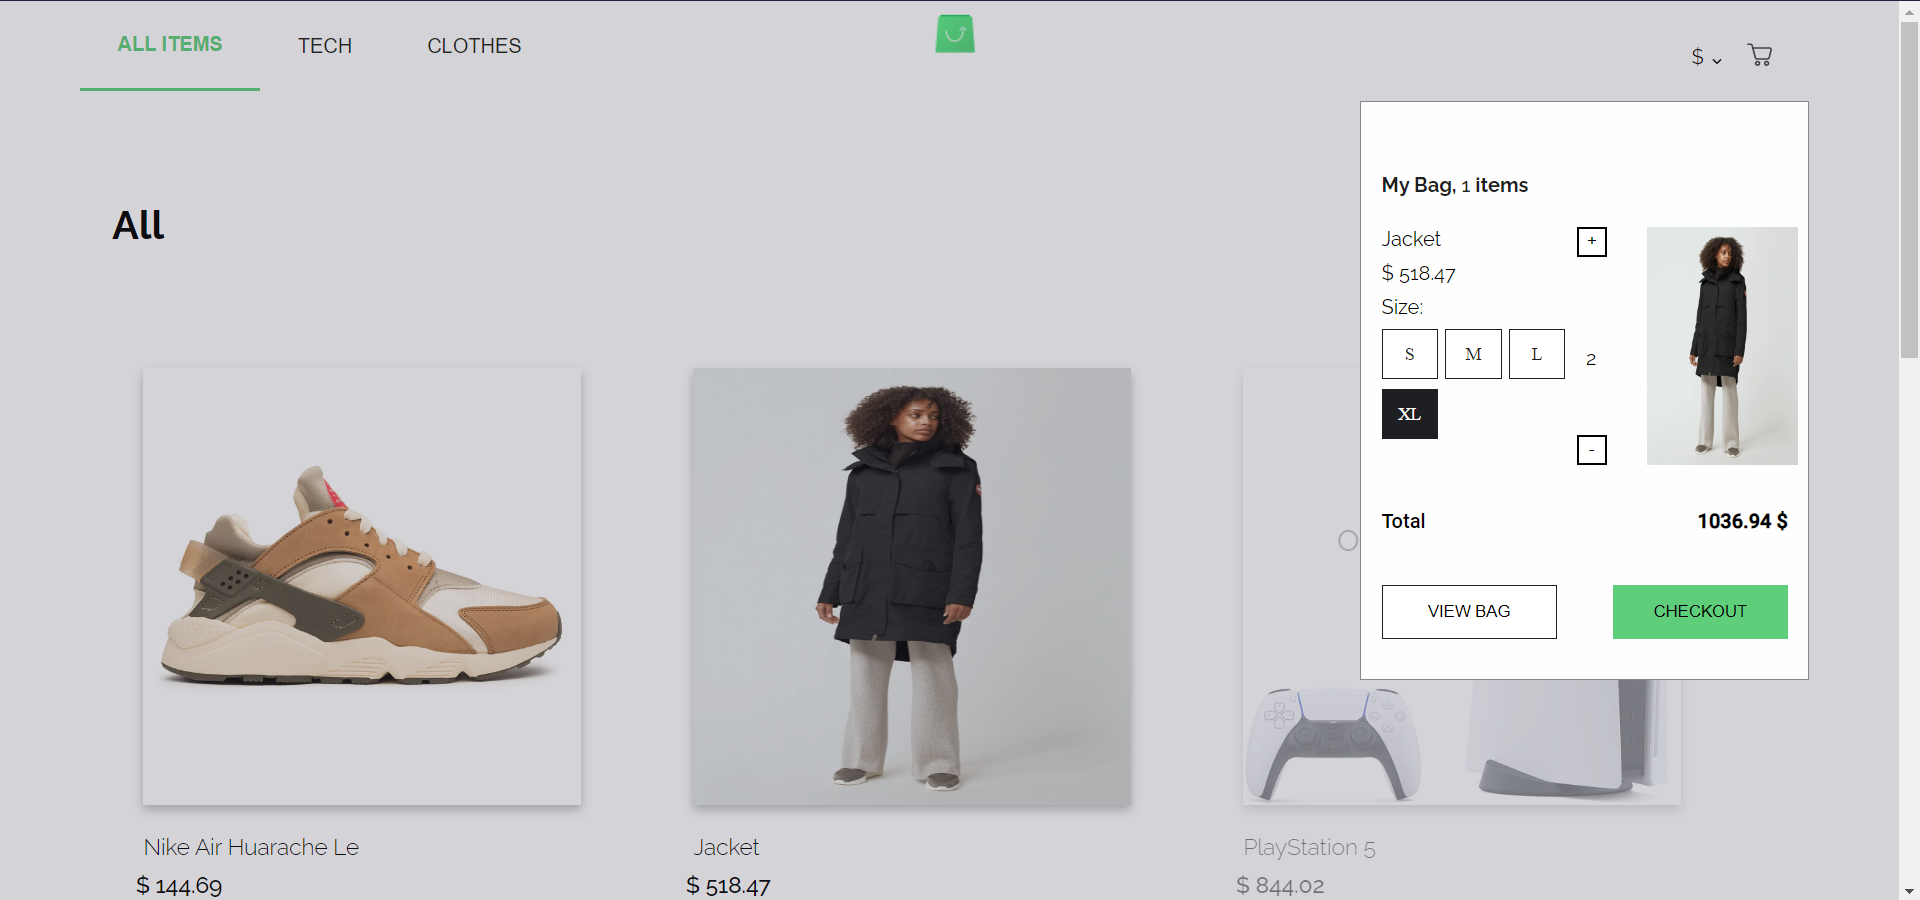 ALL ITEMS
TECH
CLOTHES
$
My Bag, 1 items
Jacket
+
$ 518.47
Size:
S
M
L
2
XL
-
Total
1036.94 $
VIEW BAG
CHECKOUT
All
O
Nike Air Huarache Le
$ 144.69
Jacket
$ 518.47
PlayStation 5
$ 844.02